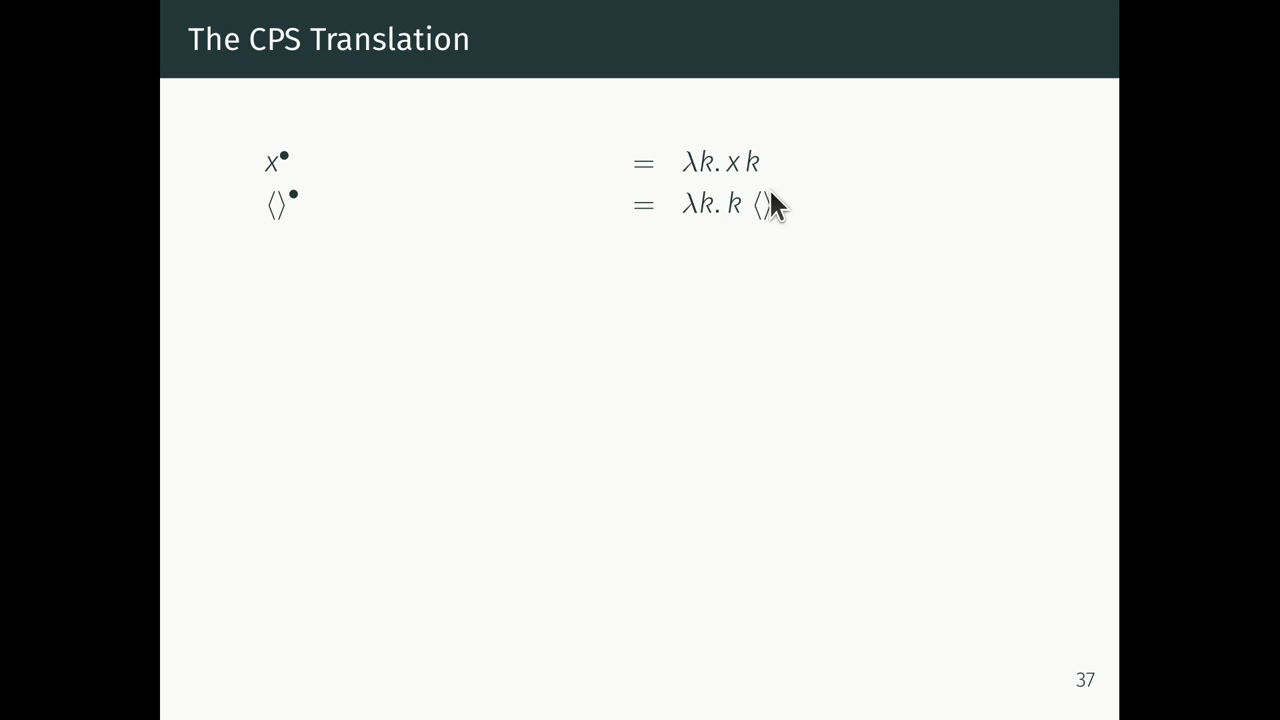 The CPS Translation
x• = λk. x k
⟨⟩• = λk. k ⟨⟩
37